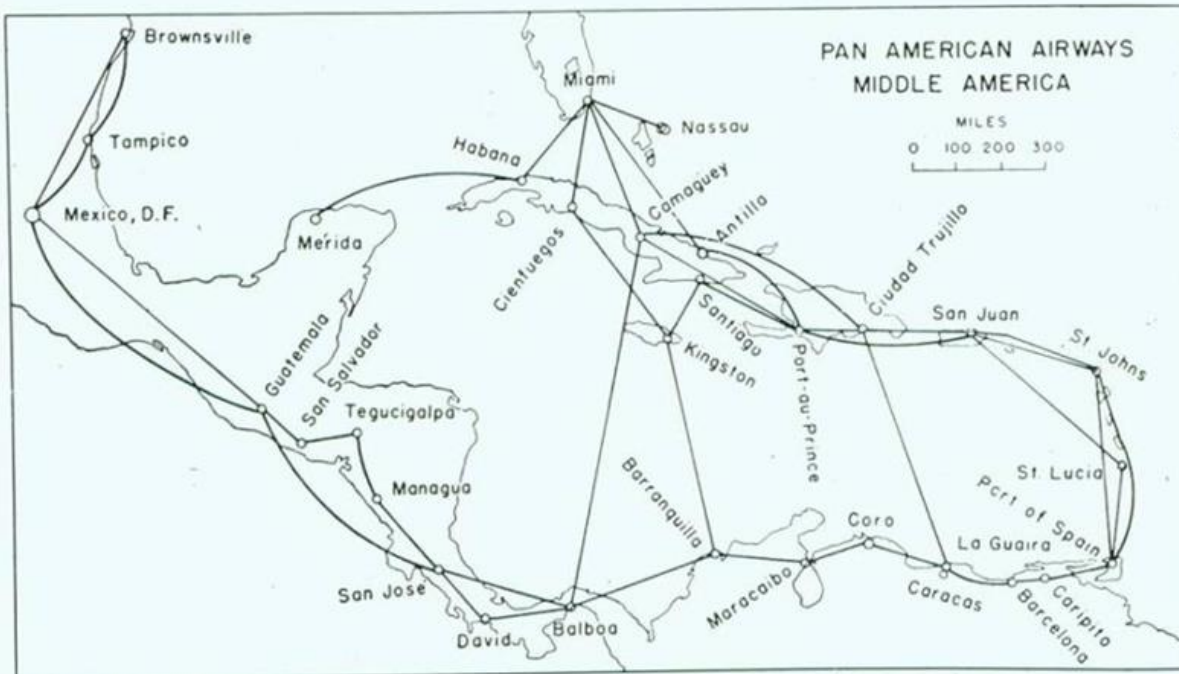 PAN AMERICAN AIRWAYS
MIDDLE AMERICA
MILES
0 100 200 300
Brownsville
Miami
Nassau
Tampico
Habana
Camaguey
Antilla
Mexico, D.F.
Mérida
Cienfuegos
Ciudad Trujillo
San Juan
St Johns
Santiago
Kingston
Port-au-Prince
Guatemala
San Salvador
Tegucigalpa
Managua
St. Lucia
Port of Spain
Barranquilla
Coro
La Guaira
Maracaibo
Caracas
Barcelona
Caripito
San José
David
Balboa